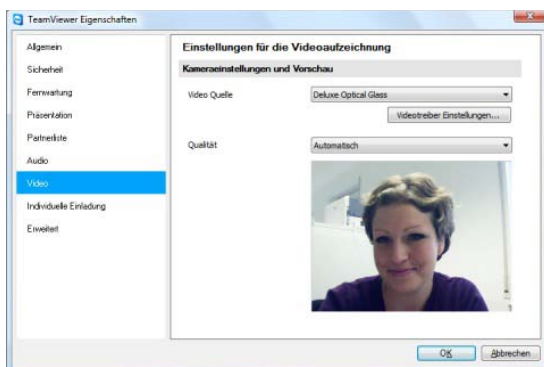 TeamViewer Eigenschaften
Allgemein
Sicherheit
Fernwartung
Präsentation
Partnerliste
Audio
Video
Individuelle Einladung
Erweitert
Einstellungen für die Videoaufzeichnung
Kameraeinstellungen und Vorschau
Video Quelle
Deluxe Optical Glass
Videotreiber Einstellungen...
Qualität
Automatisch
OK
Abbrechen